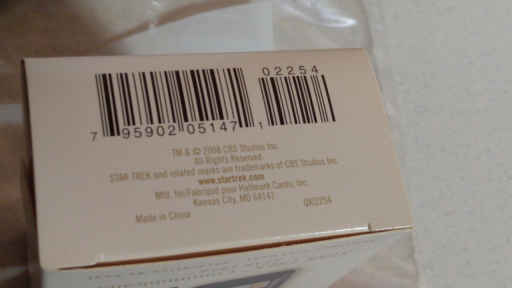 02254
7 95902 05147 1
TM & © 2008 CBS Studios Inc.
All Rights Reserved.
STAR TREK and related marks are trademarks of CBS Studios Inc.
www.startrek.com
Mfd. for/Fabriqué pour Hallmark Cards, Inc.
Kansas City, MO 64141
QXI2254
Made in China